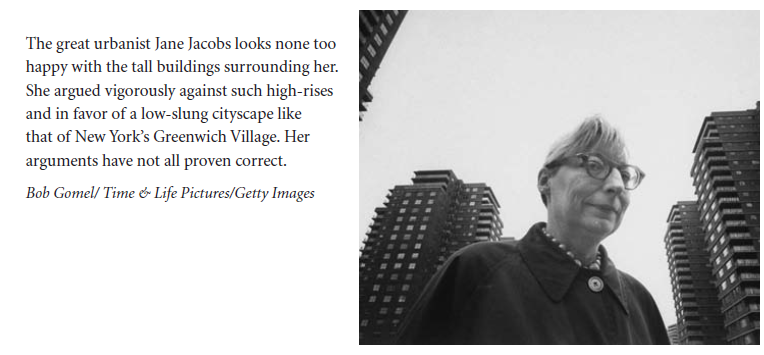 The great urbanist Jane Jacobs looks none too
happy with the tall buildings surrounding her.
She argued vigorously against such high-rises
and in favor of a low-slung cityscape like
that of New York’s Greenwich Village. Her
arguments have not all proven correct.
Bob Gomel/ Time & Life Pictures/Getty Images